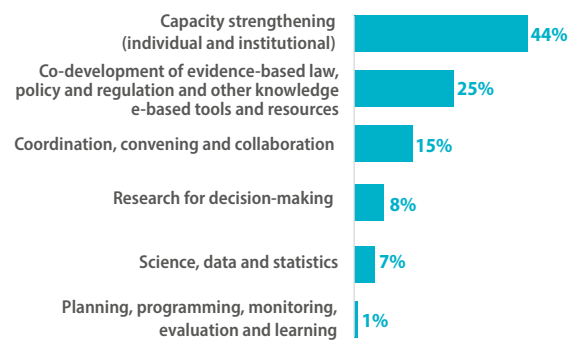 Capacity strengthening
(individual and institutional)
44%
Co-development of evidence-based law,
policy and regulation and other knowledge
e-based tools and resources
25%
Coordination, convening and collaboration
15%
Research for decision-making
8%
Science, data and statistics
7%
Planning, programming, monitoring,
evaluation and learning
1%